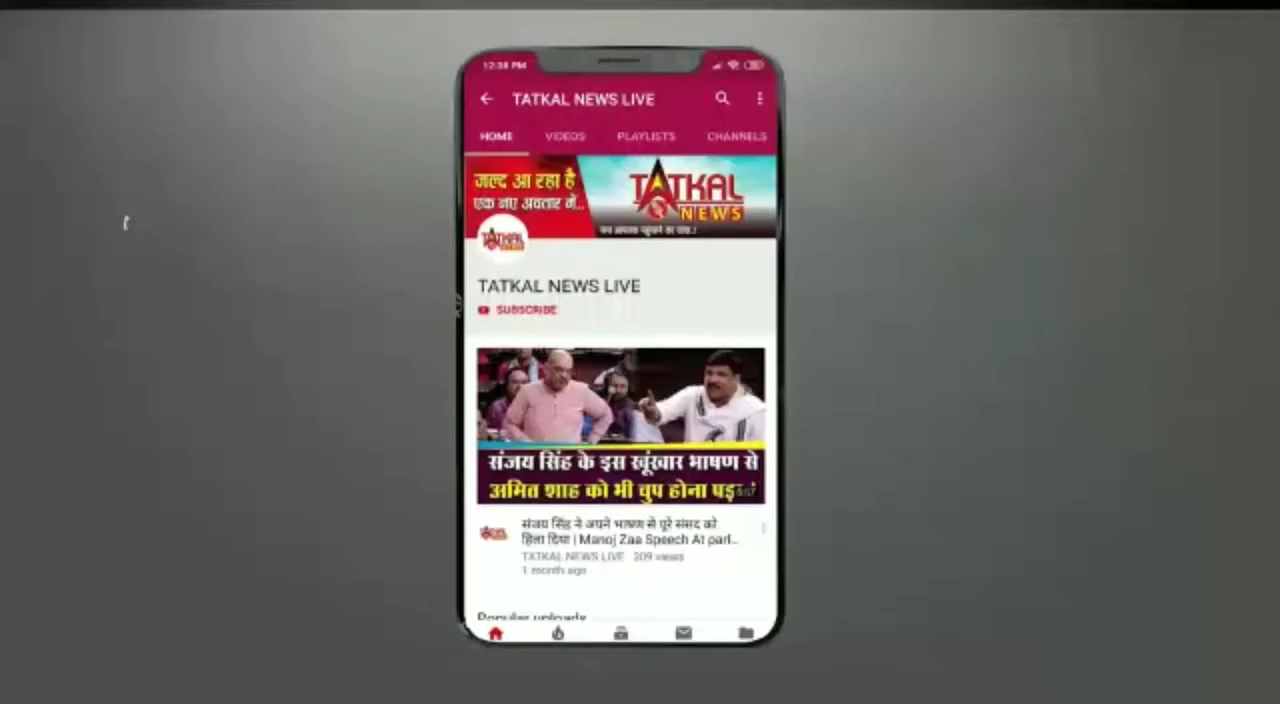 t
12:38 PM
TATKAL NEWS LIVE
HOME VIDEOS PLAYLISTS CHANNELS
जल्द आ रहा है
एक नए अवतार में..
TATKAL
NEWS
TATKAL
TATKAL NEWS LIVE
SUBSCRIBE
संजय सिंह के इस खूंखार भाषण से
अमित शाह को भी चुप होना पड़
संजय सिंह ने अपने भाषण से पूरे संसद को
हिला दिया | Manoj Zaa Speech At parl...
TATKAL NEWS LIVE 209 views
1 month ago
Popular uploads